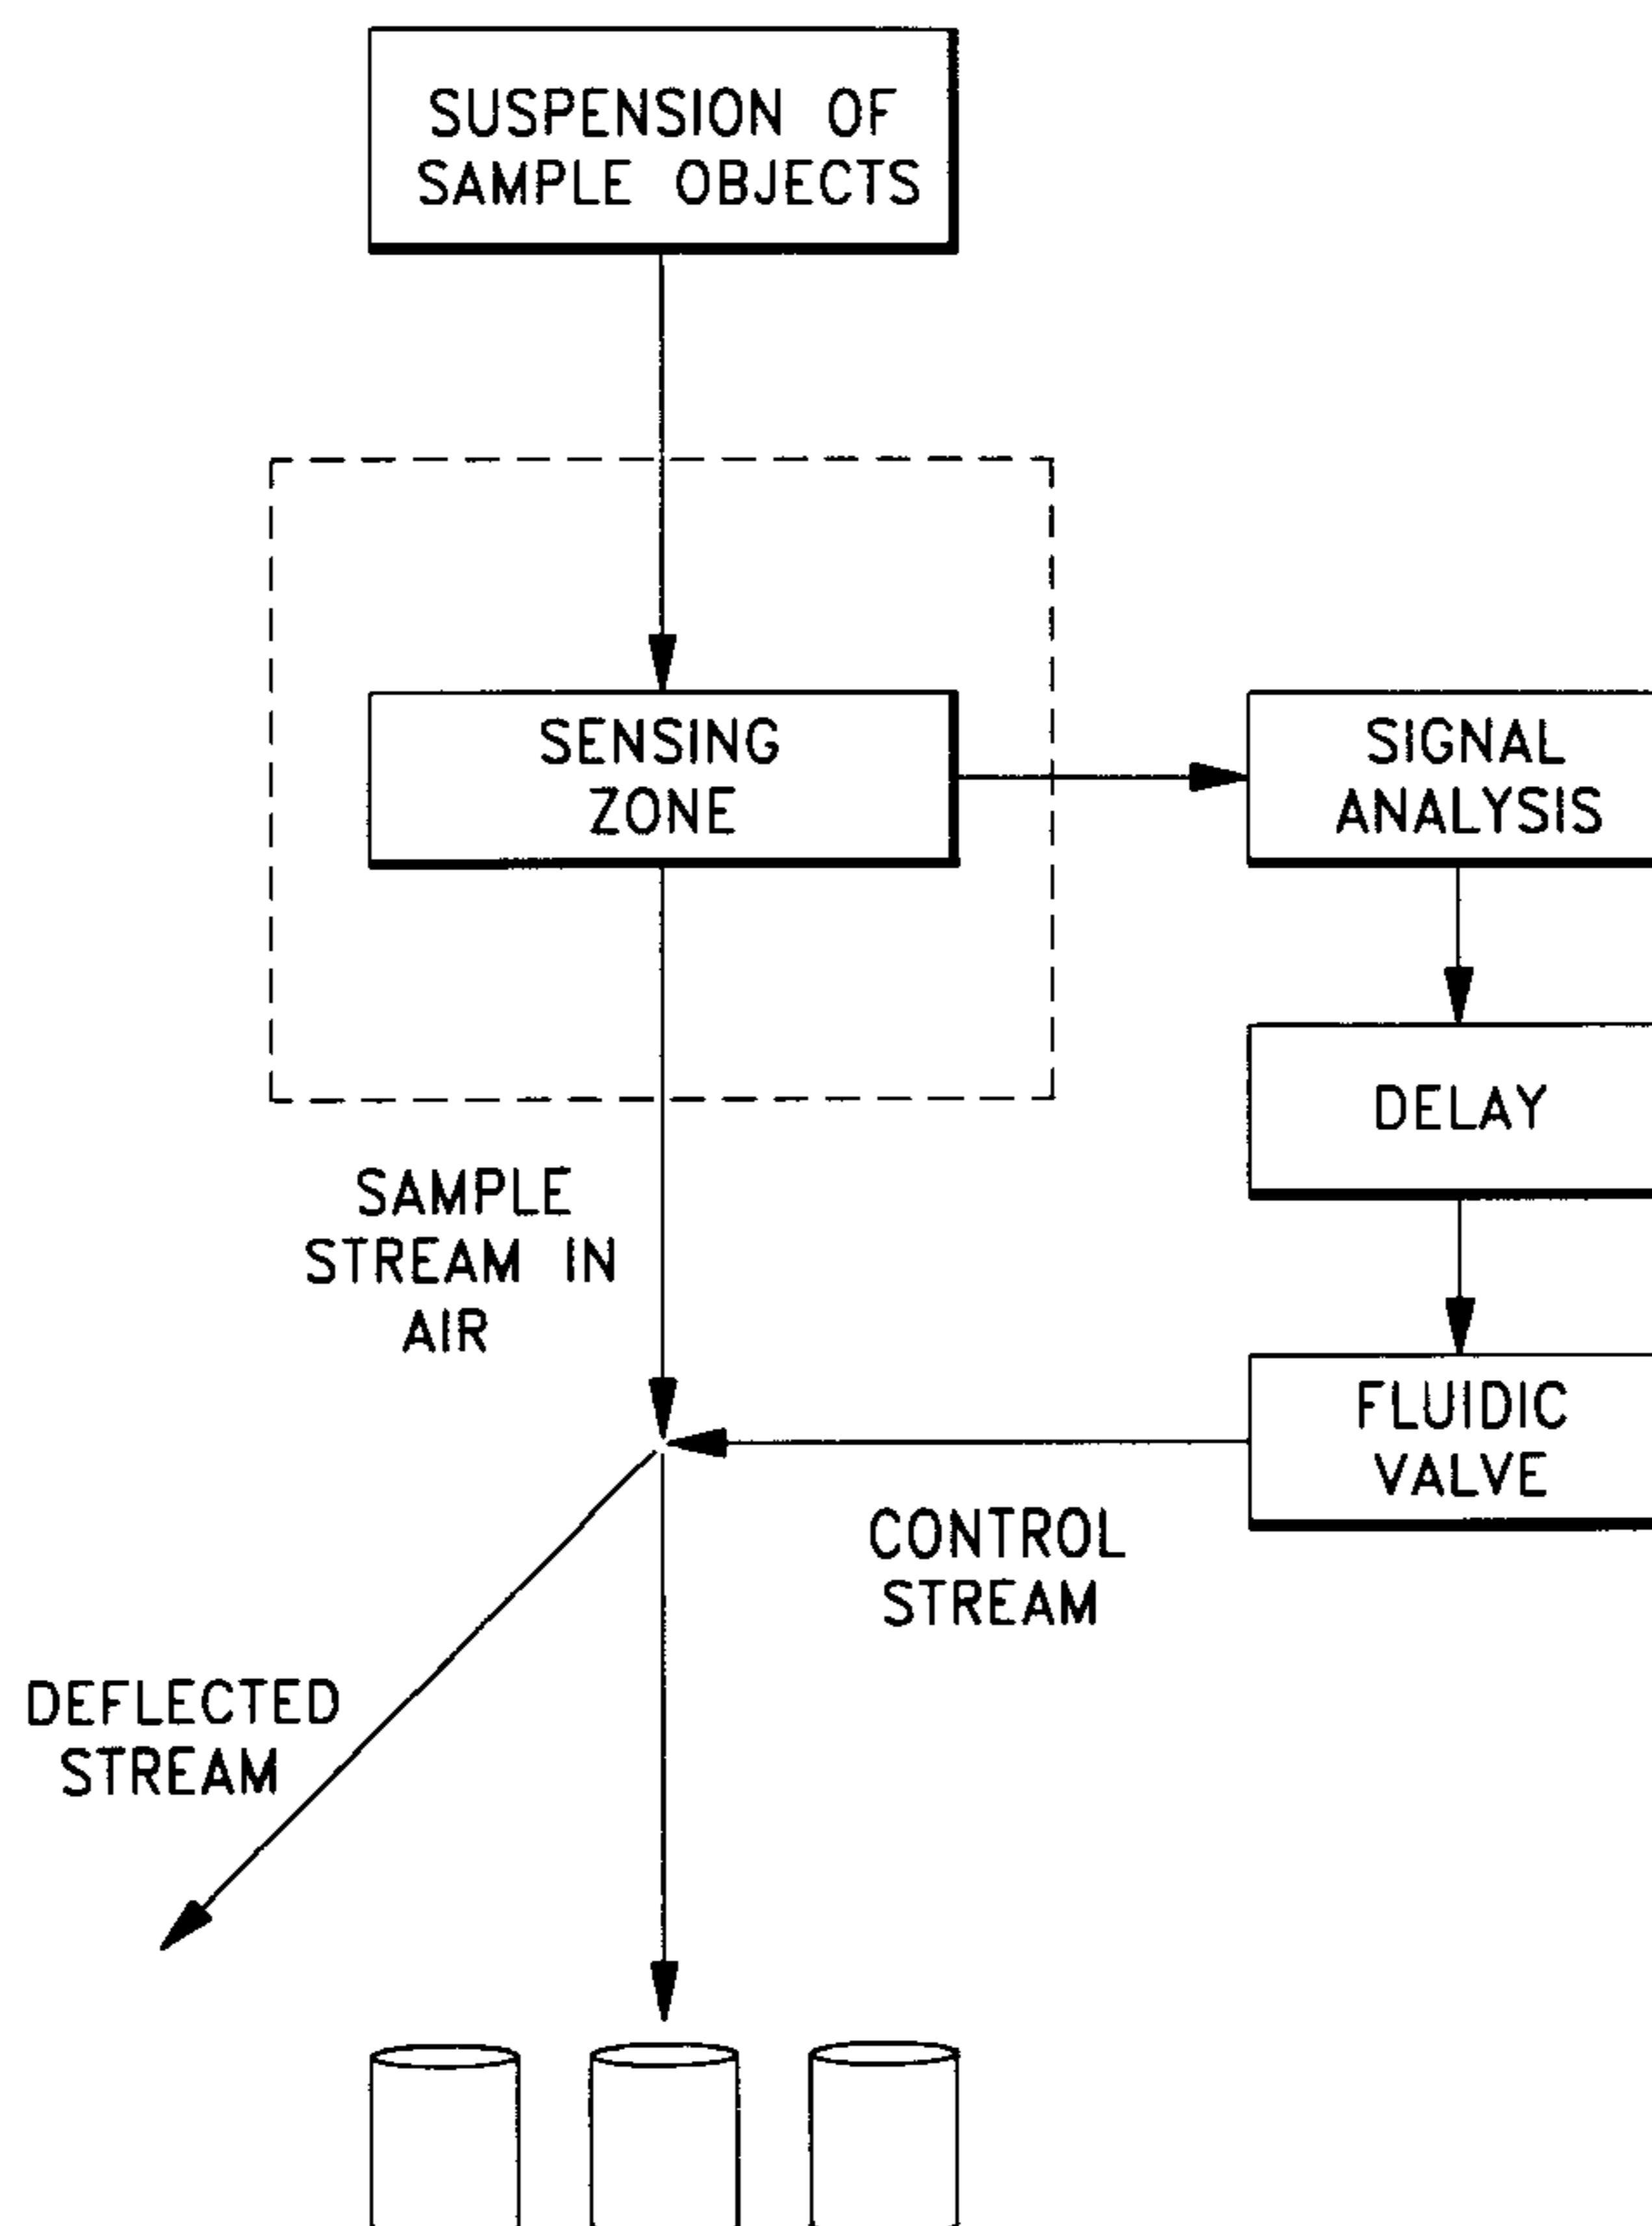 SUSPENSION OF
SAMPLE OBJECTS
SENSING
ZONE
SIGNAL
ANALYSIS
DELAY
SAMPLE
STREAM IN
AIR
FLUIDIC
VALVE
CONTROL
STREAM
DEFLECTED
STREAM